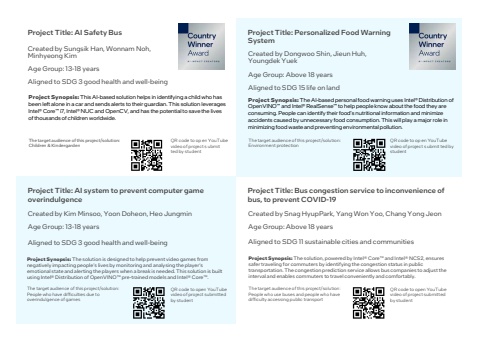 Project Title: AI Safety Bus
Created by Sungsik Han, Wonnam Noh,
Minhyeong Kim
Age Group: 13-18 years
Aligned to SDG 3 good health and well-being
Project Synopsis: This AI-based solution helps in identifying a child who has
been left alone in a car and sends alerts to their guardian. This solution leverages
Intel® Core™ i7, Intel® NUC and OpenCV, and has the potential to save the lives
of thousands of children worldwide.
The target audience of this project/solution:
Children & Kindergarden
QR code to open YouTube
video of project submitted
by student
Country
Winner
Award
Project Title: Personalized Food Warning
System
Created by Dongwoo Shin, Jieun Huh,
Youngdek Yuek
Age Group: Above 18 years
Aligned to SDG 15 life on land
Project Synopsis: The AI-based personal food warning uses Intel® Distribution of
OpenVINO™ and Intel® RealSense™ to help people know about the food they are
consuming. People can identify their food's nutritional information and minimize
accidents caused by unnecessary food consumption. This will play a major role in
minimizing food waste and preventing environmental pollution.
The target audience of this project/solution:
Environment protection
QR code to open YouTube
video of project submitted
by student
Country
Winner
Award
Project Title: AI system to prevent computer game
overindulgence
Created by Kim Minsoo, Yoon Doheon, Heo Jungmin
Age Group: 13-18 years
Aligned to SDG 3 good health and well-being
Project Synopsis: The solution is designed to help prevent video games from
negatively impacting people's lives by monitoring and analysing the player's
emotional state and alerting the players when a break is needed. This solution is built
using Intel® Distribution of OpenVINO™ pre-trained models and Intel® Core™.
The target audience of this project/solution:
People who have difficulties due to
overindulgence of games
QR code to open YouTube
video of project submitted
by student
Project Title: Bus congestion service to inconvenience of
bus, to prevent COVID-19
Created by Snag HyupPark, Yang Won Yoo, Chang Yong Jeon
Age Group: Above 18 years
Aligned to SDG 11 sustainable cities and communities
Project Synopsis: The solution, powered by Intel® Core™ and Intel® NCS2, ensures
safer traveling for commuters by identifying the congestion status in public
transportation. The congestion prediction service allows bus companies to adjust the
interval and enables commuters to travel conveniently and comfortably.
The target audience of this project/solution:
People who use buses and people who have
difficulty accessing public transport
QR code to open YouTube
video of project submitted
by student